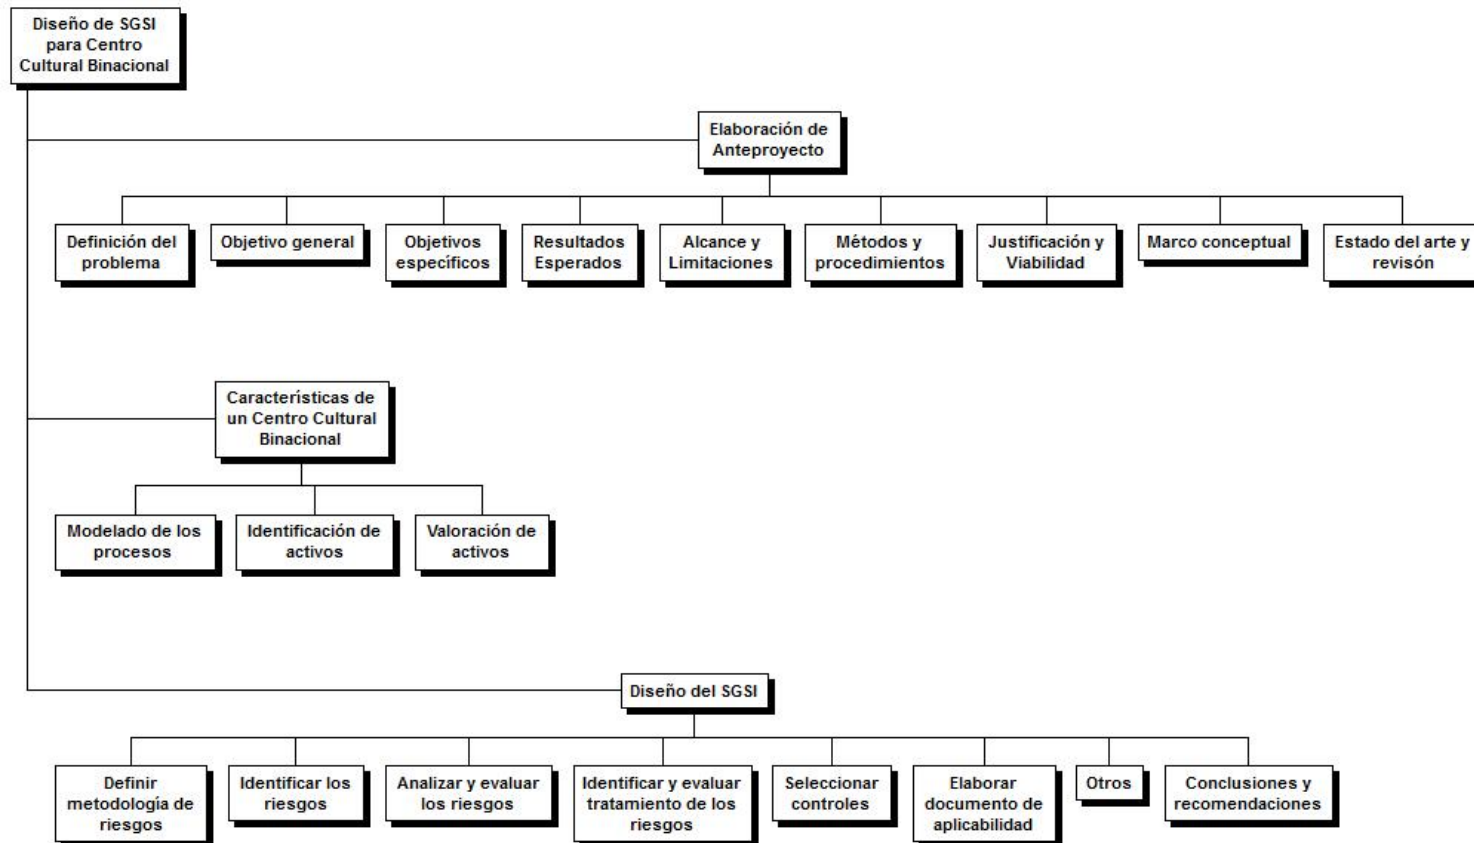 Diseño de SGSI
para Centro
Cultural Binacional
Elaboración de
Anteproyecto
Definición del
problema
Objetivo general
Objetivos
específicos
Resultados
Esperados
Alcance y
Limitaciones
Métodos y
procedimientos
Justificación y
Viabilidad
Marco conceptual
Estado del arte y
revisón
Características de
un Centro Cultural
Binacional
Modelado de los
procesos
Identificación de
activos
Valoración de
activos
Diseño del SGSI
Definir
metodología de
riesgos
Identificar los
riesgos
Analizar y evaluar
los riesgos
Identificar y evaluar
tratamiento de los
riesgos
Seleccionar
controles
Elaborar
documento de
aplicabilidad
Otros
Conclusiones y
recomendaciones